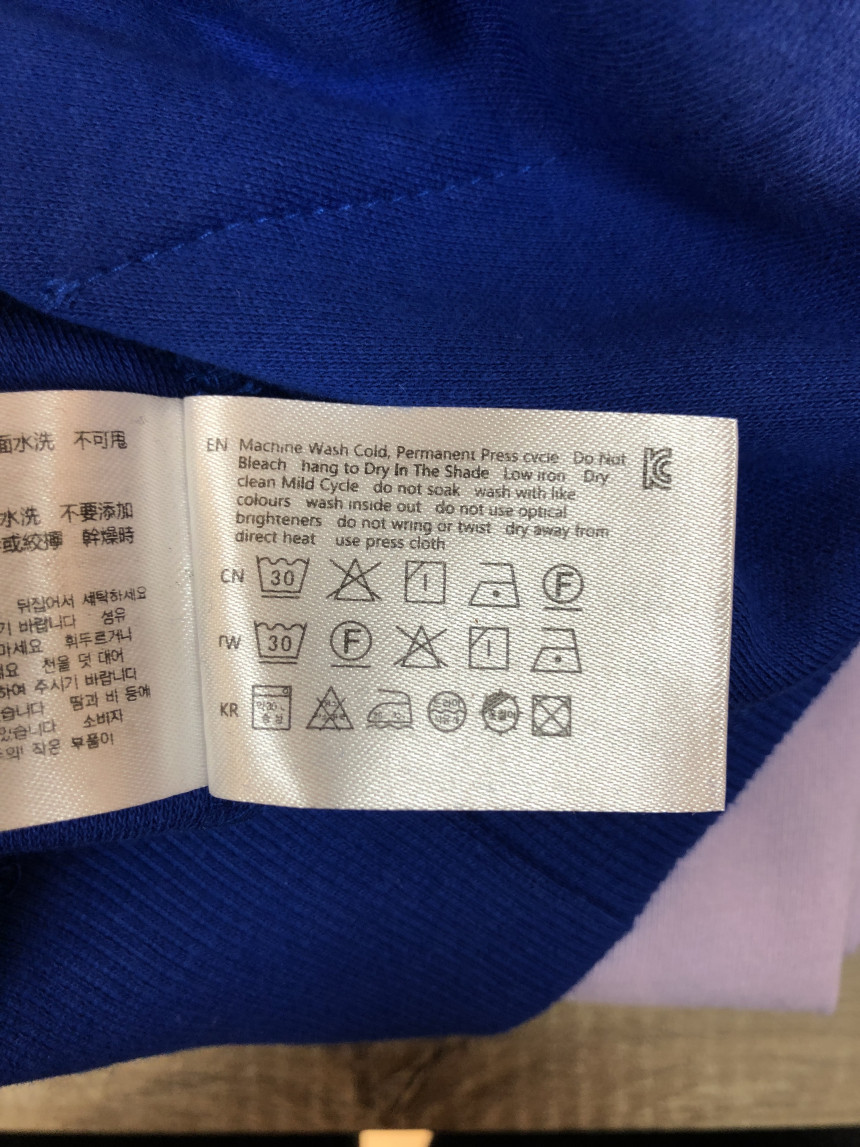 面水洗 不可甩
水洗 不要添加
或絞擰 幹燥時
뒤집어서 세탁하세요
기 바랍니다 섬유
마세요 휘두르거나
요 천을 덧 대어
하여 주시기 바랍니다
습니다 땀과 비 등에
있습니다 소비자
의! 작은 부품이
EN Machine Wash Cold, Permanent Press cycle Do Not
Bleach hang to Dry In The Shade Low iron Dry
clean Mild Cycle do not soak wash with like
colours wash inside out do not use optical
brighteners do not wring or twist dry away from
direct heat use press cloth
CN 30 F
TW 30 F
KR